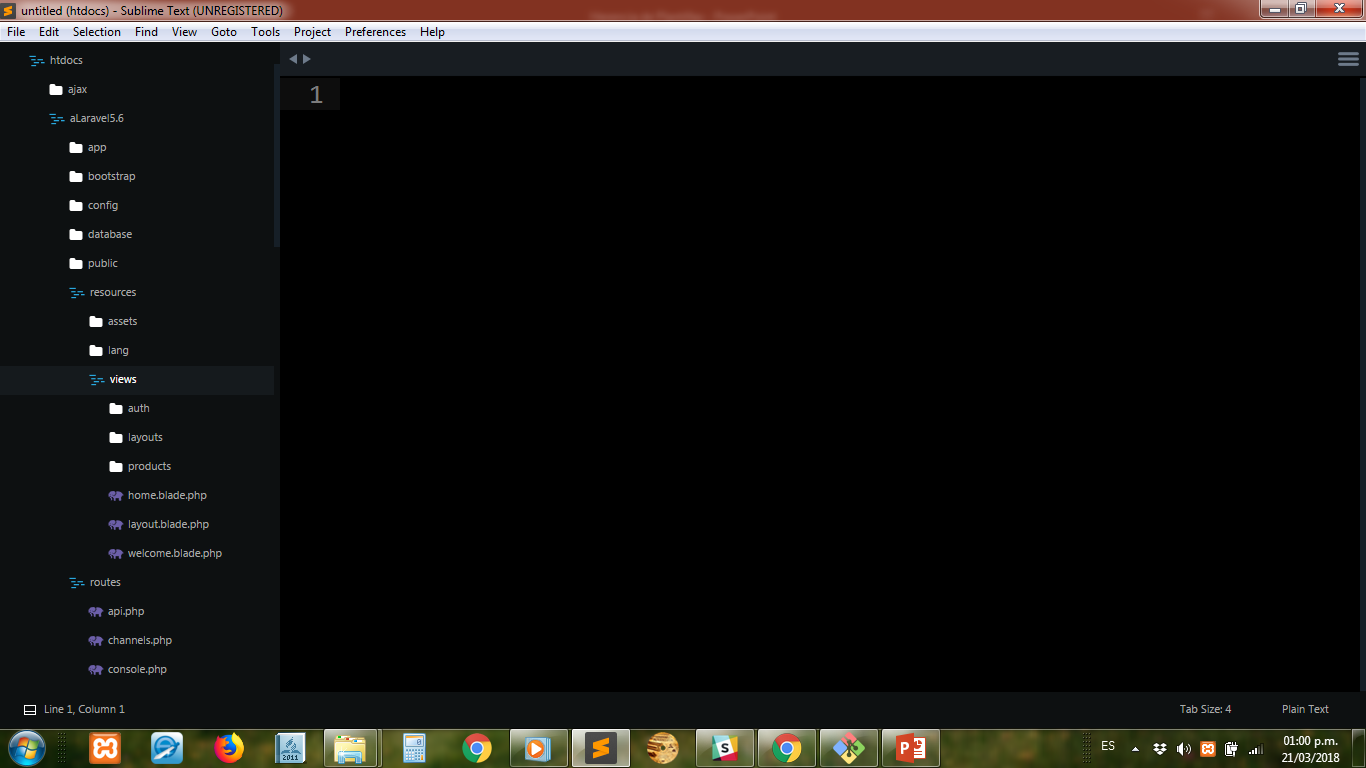 untitled (htdocs) - Sublime Text (UNREGISTERED)
File Edit Selection Find View Goto Tools Project Preferences Help
htdocs
ajax
aLaravel5.6
app
bootstrap
config
database
public
resources
assets
lang
views
auth
layouts
products
home.blade.php
layout.blade.php
welcome.blade.php
routes
api.php
channels.php
console.php
1
Line 1, Column 1
Tab Size: 4
Plain Text
2011
ES
01:00 p.m.
21/03/2018